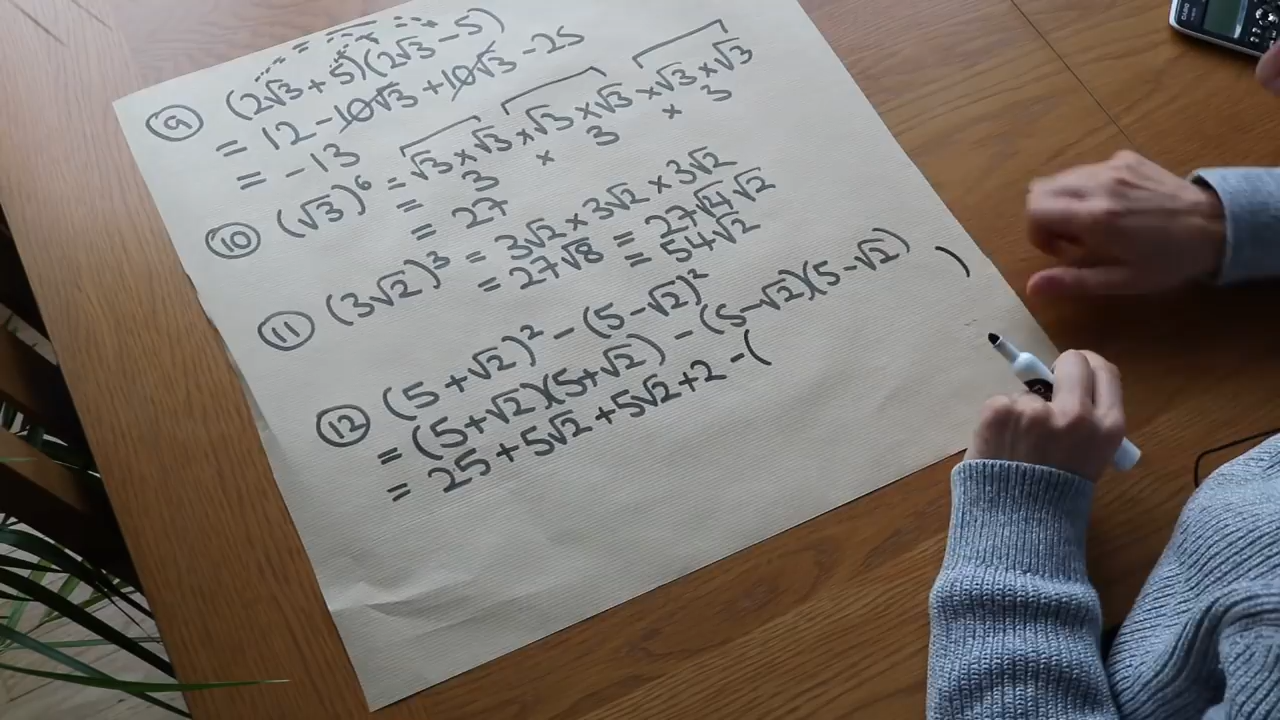 ⑨ (2√3 + 5)(2√3 - 5)
= 12 - 10√3 + 10√3 - 25
= -13
⑩ (√3)⁶ = √3 × √3 × √3 × √3 × √3 × √3
= 3 × 3 × 3
= 27
⑪ (3√2)³ = 3√2 × 3√2 × 3√2
= 27√8 = 27√4√2
= 54√2
⑫ (5 + √2)² - (5 - √2)²
= (5+√2)(5+√2) - (5-√2)(5-√2)
= 25 + 5√2 + 5√2 + 2 - ( )